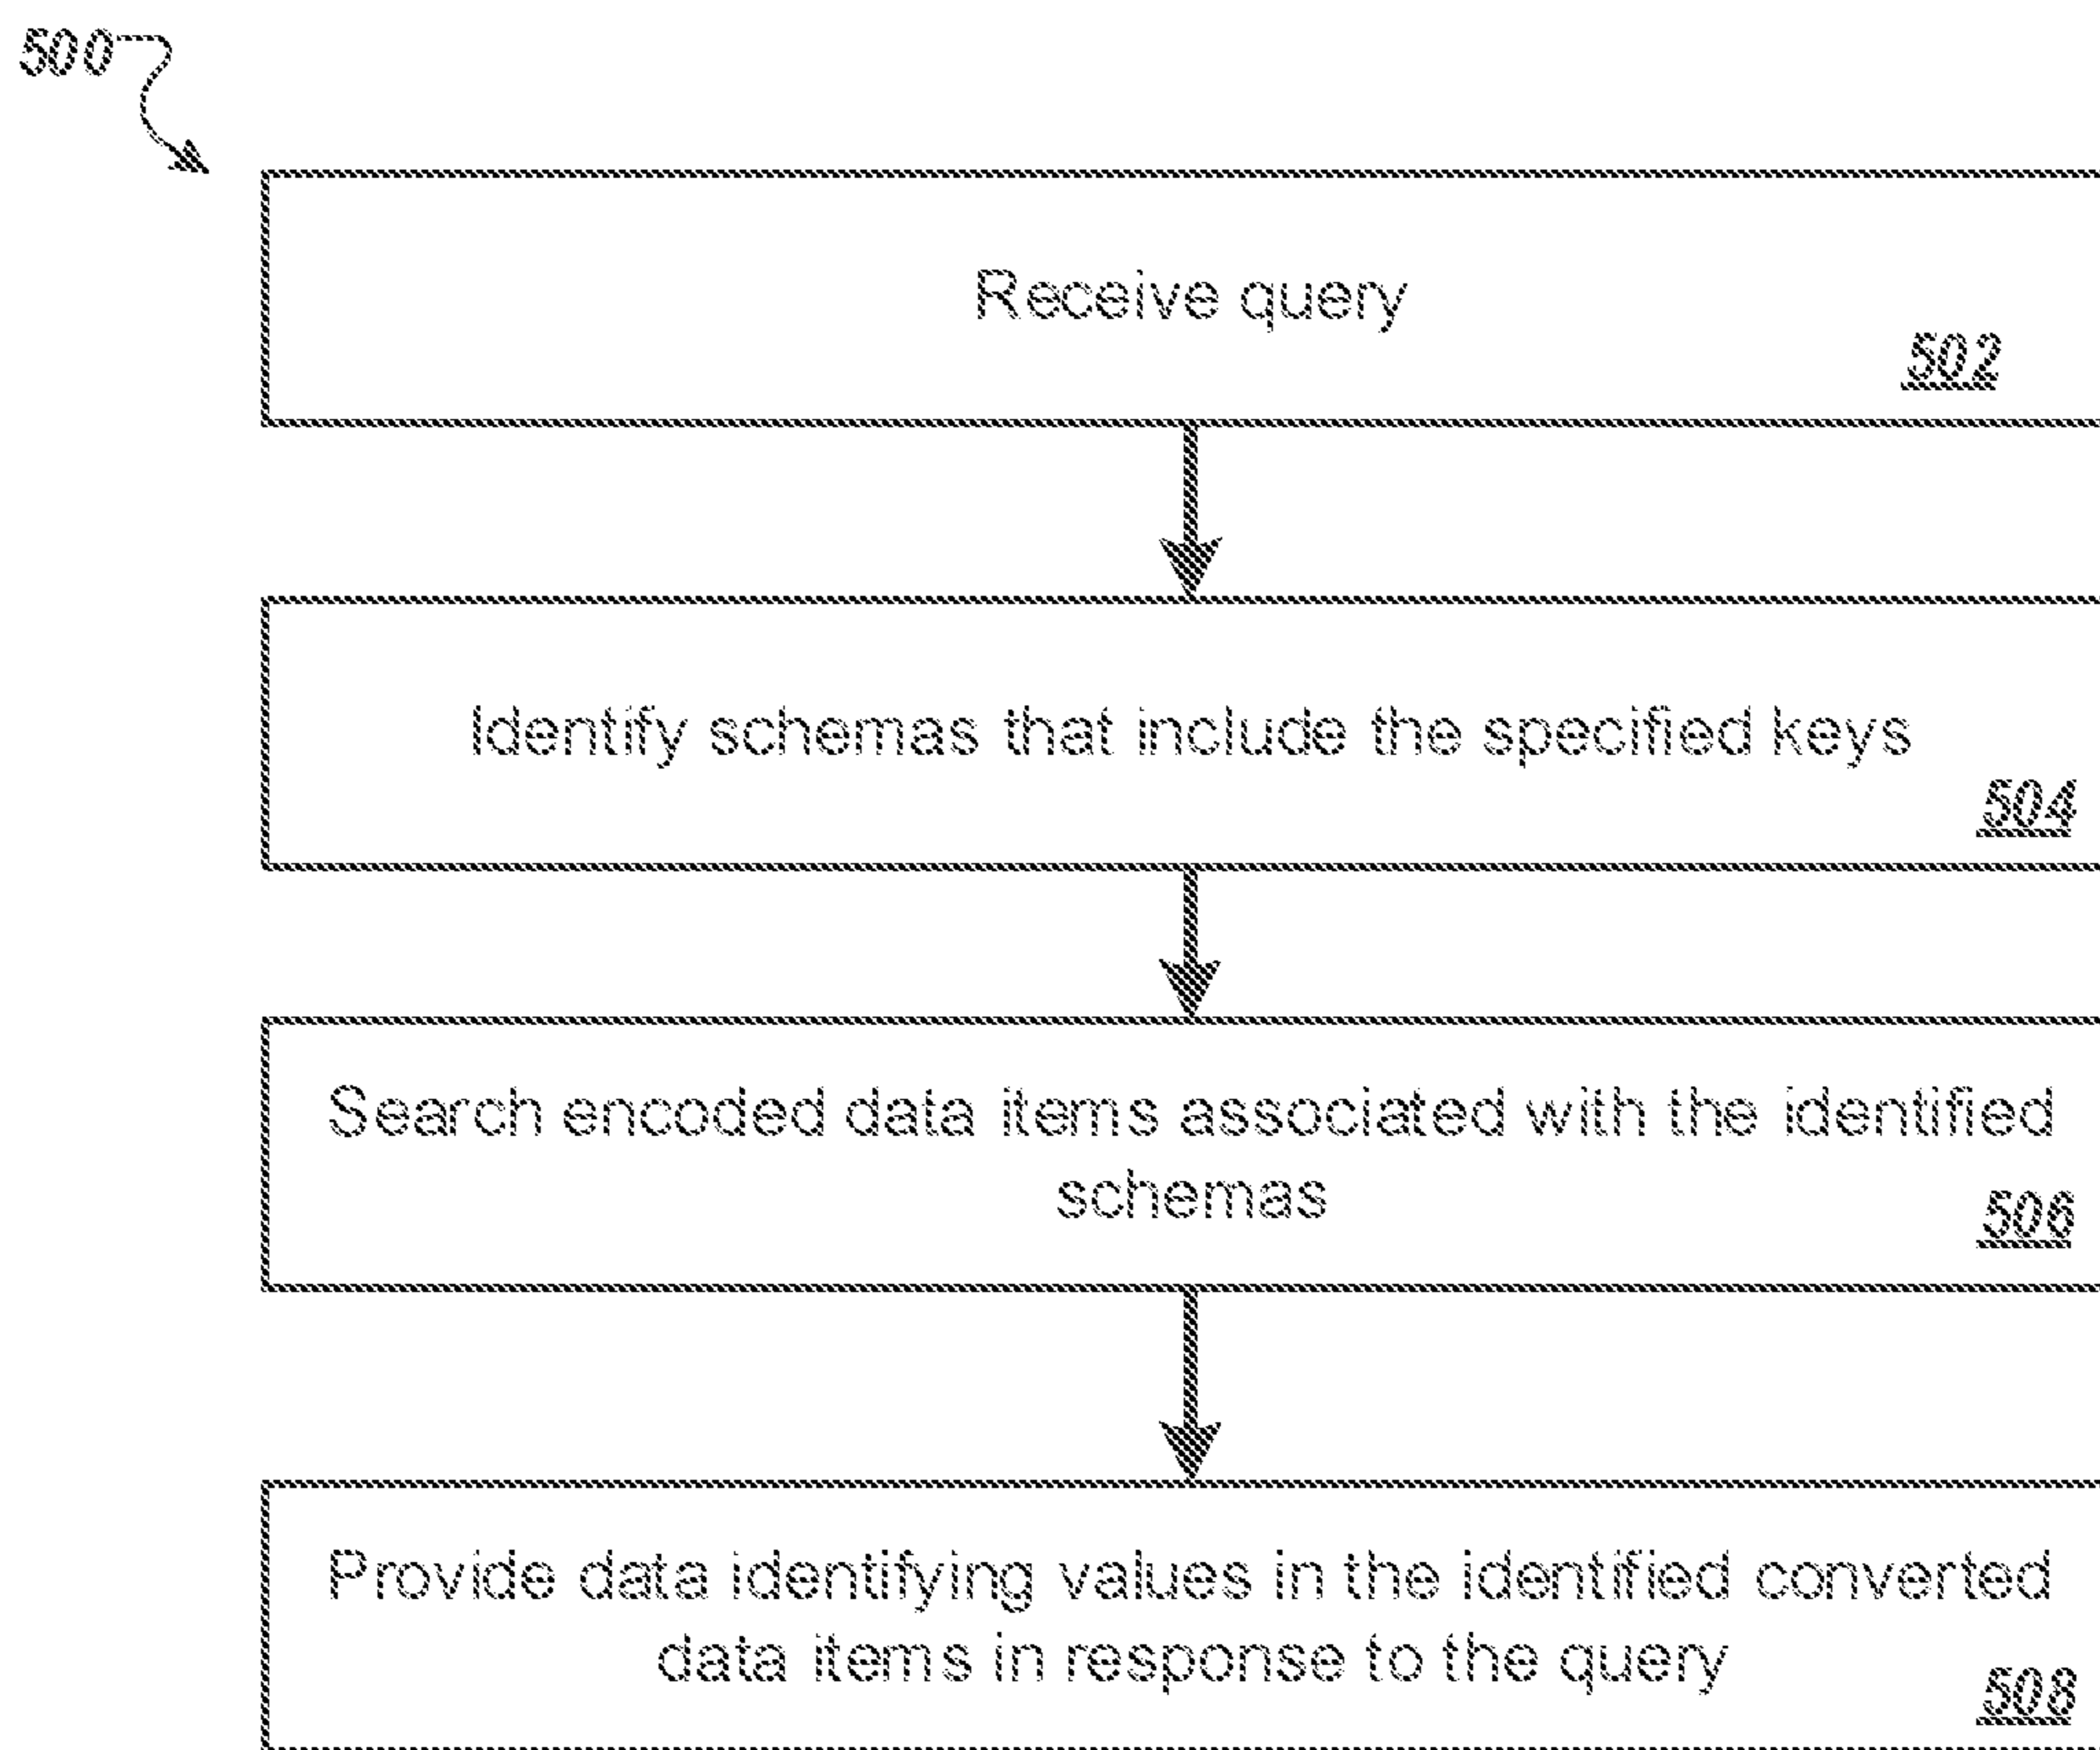 500
Receive query
502
Identify schemas that include the specified keys
504
Search encoded data items associated with the identified
schemas
506
Provide data identifying values in the identified converted
data items in response to the query
508